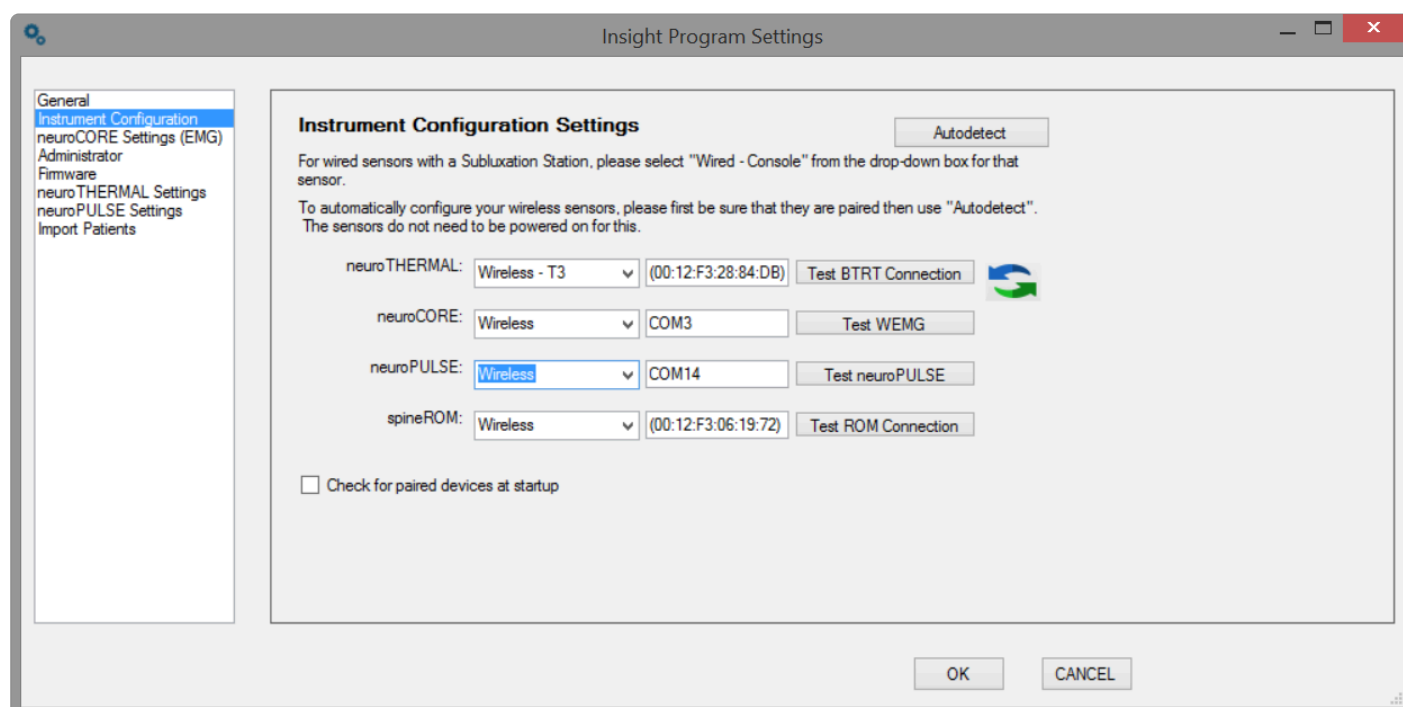 Insight Program Settings
General
Instrument Configuration
neuroCORE Settings (EMG)
Administrator
Firmware
neuroTHERMAL Settings
neuroPULSE Settings
Import Patients
Instrument Configuration Settings
Autodetect
For wired sensors with a Subluxation Station, please select "Wired - Console" from the drop-down box for that
sensor.
To automatically configure your wireless sensors, please first be sure that they are paired then use "Autodetect".
The sensors do not need to be powered on for this.
neuroTHERMAL: Wireless - T3 (00:12:F3:28:84:DB) Test BTRT Connection
neuroCORE: Wireless COM3 Test WEMG
neuroPULSE: Wireless COM14 Test neuroPULSE
spineROM: Wireless (00:12:F3:06:19:72) Test ROM Connection
Check for paired devices at startup
OK CANCEL